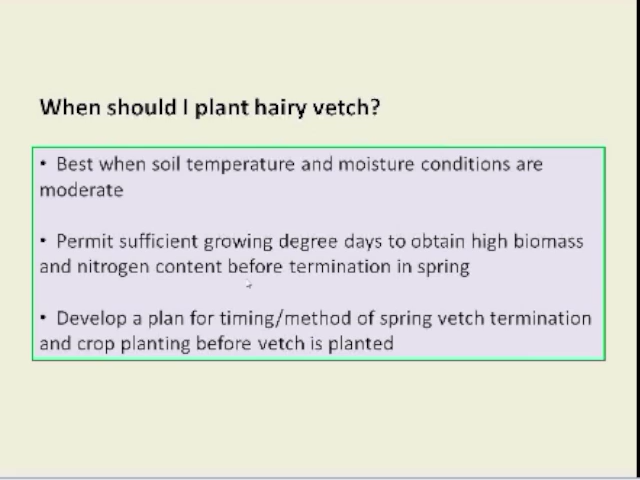 When should I plant hairy vetch?
• Best when soil temperature and moisture conditions are
moderate
• Permit sufficient growing degree days to obtain high biomass
and nitrogen content before termination in spring
• Develop a plan for timing/method of spring vetch termination
and crop planting before vetch is planted